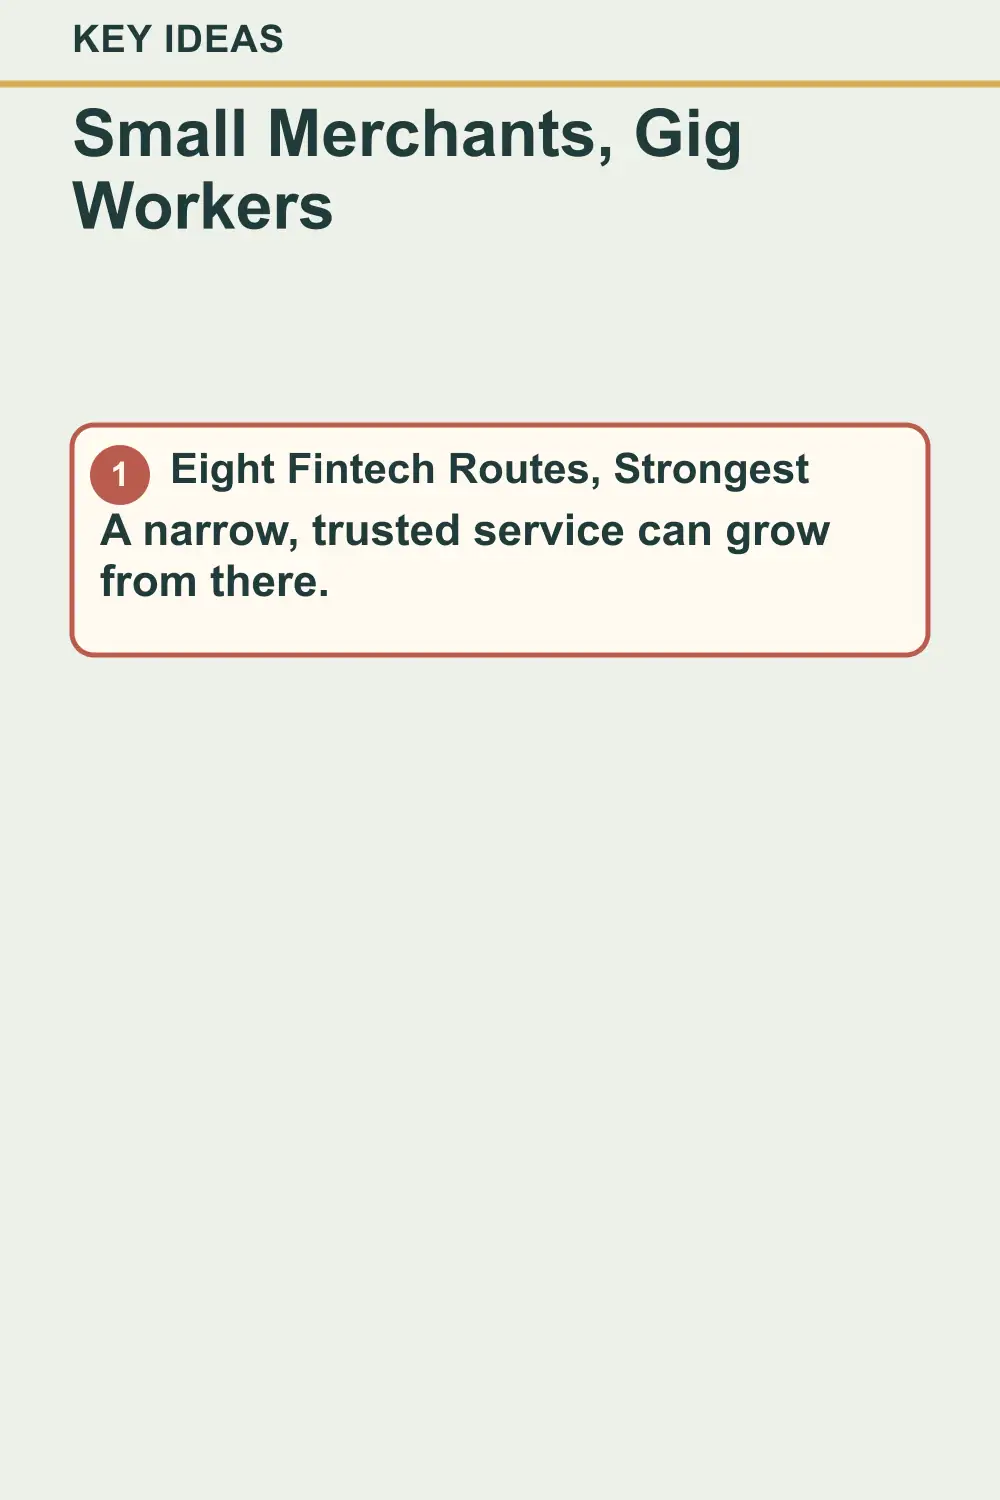 KEY IDEAS
Small Merchants, Gig
Workers
1 Eight Fintech Routes, Strongest
A narrow, trusted service can grow
from there.